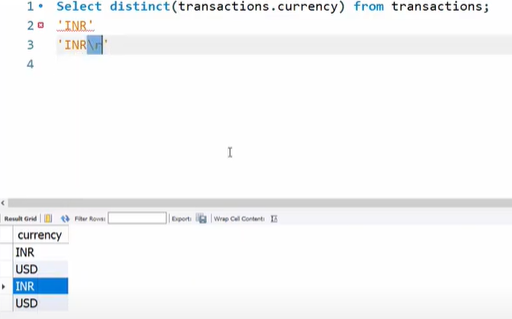 1 Select distinct(transactions.currency) from transactions;
2 'INR'
3 'INR\r'
4
Result Grid Filter Rows: Export: Wrap Cell Content:
currency
INR
USD
INR
USD